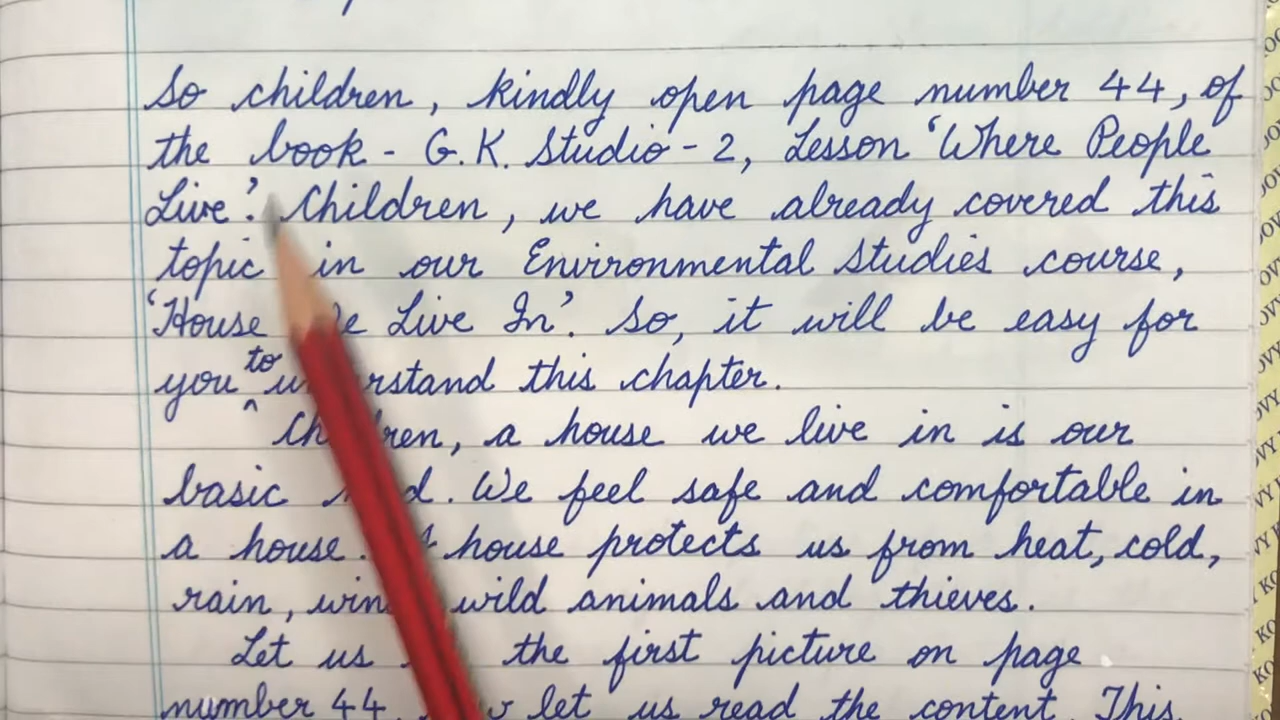 So children, kindly open page number 44, of
the book - G.K. Studio - 2, Lesson 'Where People
Live'. Children, we have already covered this
topic in our Environmental Studies course,
'House We Live In'. So, it will be easy for
you to understand this chapter.
Children, a house we live in is our
basic need. We feel safe and comfortable in
a house. A house protects us from heat, cold,
rain, wind, wild animals and thieves.
Let us the first picture on page
number 44. let us read the content. This